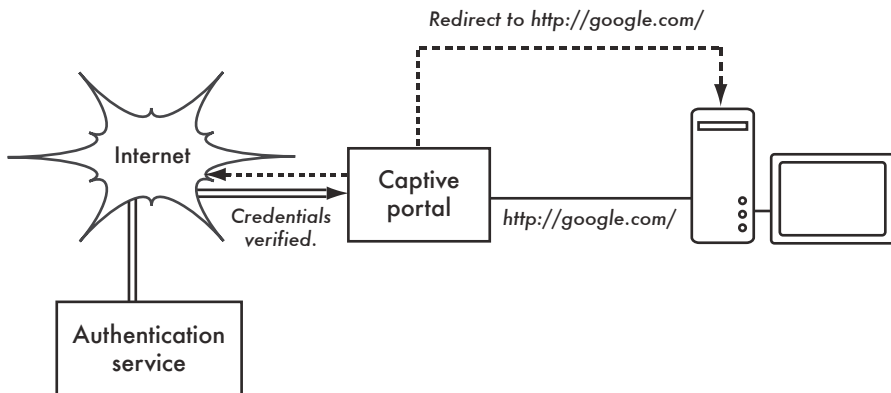 Redirect to http://google.com/
Internet
Captive
portal
Credentials
verified.
http://google.com/
Authentication
service